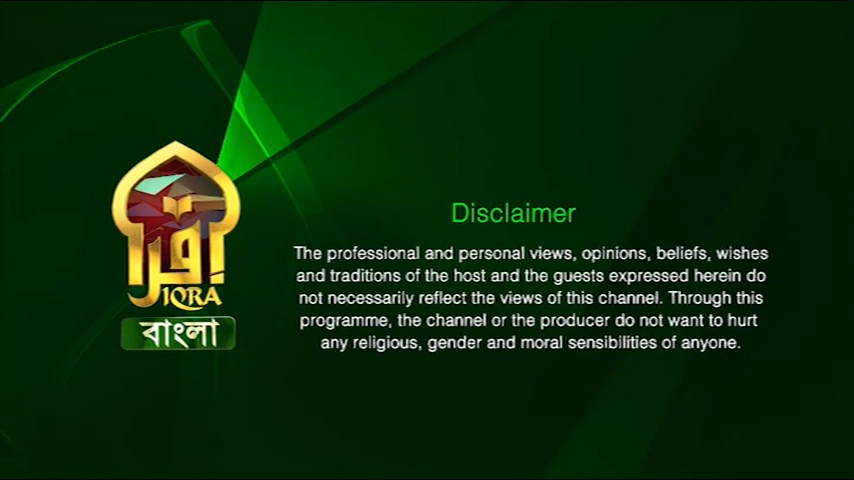 اقرأ
IQRA
বাংলা
Disclaimer
The professional and personal views, opinions, beliefs, wishes
and traditions of the host and the guests expressed herein do
not necessarily reflect the views of this channel. Through this
programme, the channel or the producer do not want to hurt
any religious, gender and moral sensibilities of anyone.